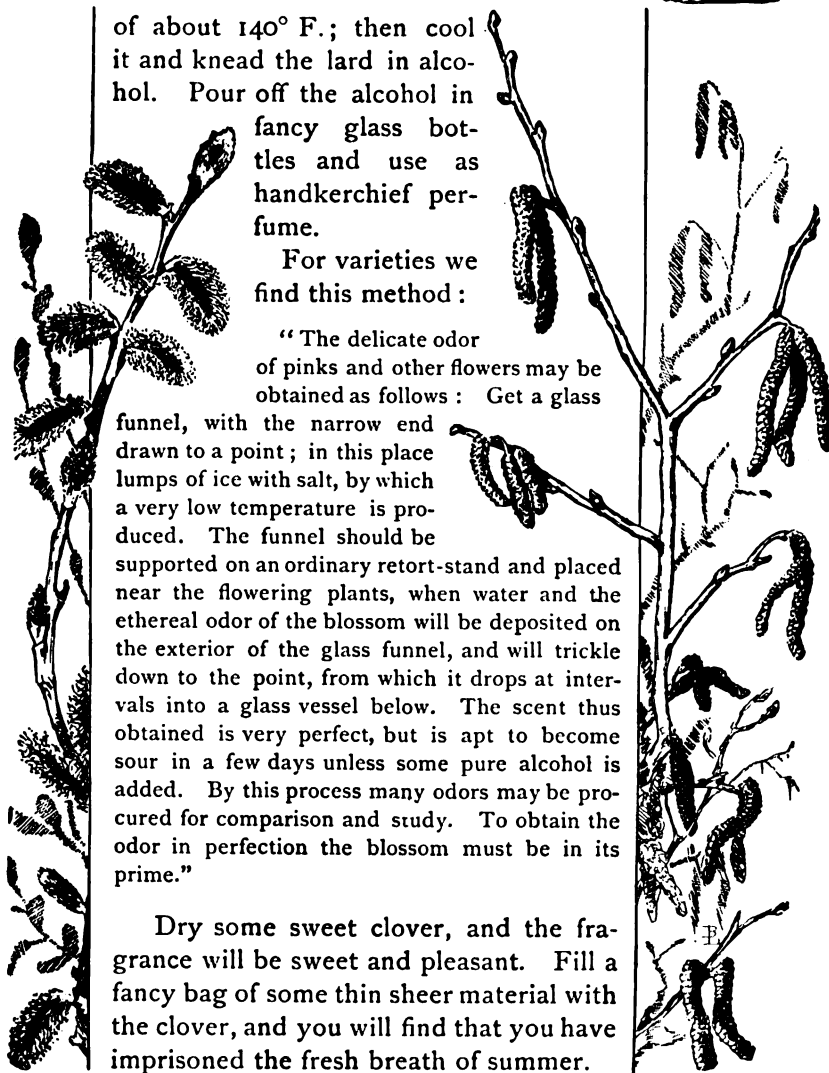 of about 140° F.; then cool
it and knead the lard in alco-
hol. Pour off the alcohol in
fancy glass bot-
tles and use as
handkerchief per-
fume.
For varieties we
find this method:
“The delicate odor
of pinks and other flowers may be
obtained as follows: Get a glass
funnel, with the narrow end
drawn to a point; in this place
lumps of ice with salt, by which
a very low temperature is pro-
duced. The funnel should be
supported on an ordinary retort-stand and placed
near the flowering plants, when water and the
ethereal odor of the blossom will be deposited on
the exterior of the glass funnel, and will trickle
down to the point, from which it drops at inter-
vals into a glass vessel below. The scent thus
obtained is very perfect, but is apt to become
sour in a few days unless some pure alcohol is
added. By this process many odors may be pro-
cured for comparison and study. To obtain the
odor in perfection the blossom must be in its
prime.”
Dry some sweet clover, and the fra-
grance will be sweet and pleasant. Fill a
fancy bag of some thin sheer material with
the clover, and you will find that you have
imprisoned the fresh breath of summer.